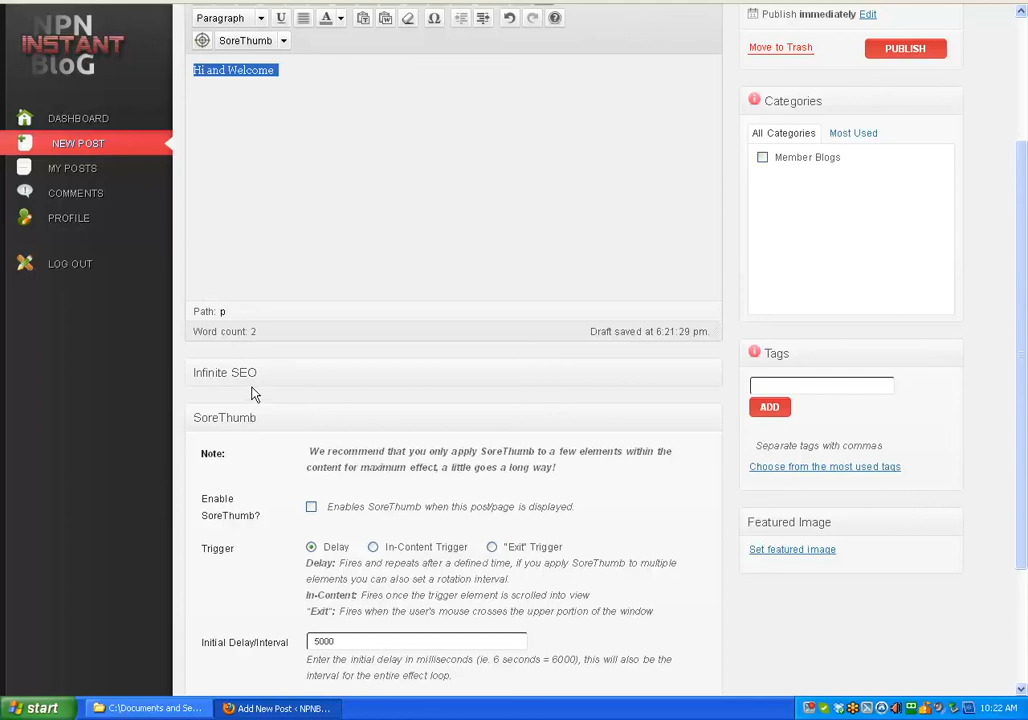 NPN
INSTANT
BLOG
DASHBOARD
NEW POST
MY POSTS
COMMENTS
PROFILE
LOG OUT
Paragraph U A Ω
SoreThumb
Hi and Welcome
Path: p
Word count: 2 Draft saved at 6:21:29 pm.
Infinite SEO
SoreThumb
Note: We recommend that you only apply SoreThumb to a few elements within the
content for maximum effect, a little goes a long way!
Enable
SoreThumb? Enables SoreThumb when this post/page is displayed.
Trigger Delay In-Content Trigger "Exit" Trigger
Delay: Fires and repeats after a defined time, if you apply SoreThumb to multiple
elements you can also set a rotation interval.
In-Content: Fires once the trigger element is scrolled into view
"Exit": Fires when the user's mouse crosses the upper portion of the window
Initial Delay/Interval 5000
Enter the initial delay in milliseconds (ie. 6 seconds = 6000), this will also be the
interval for the entire effect loop.
Publish immediately Edit
Move to Trash PUBLISH
Categories
All Categories Most Used
Member Blogs
Tags
ADD
Separate tags with commas
Choose from the most used tags
Featured Image
Set featured image
start C:\Documents and Se... Add New Post ‹ NPNB... 10:22 AM